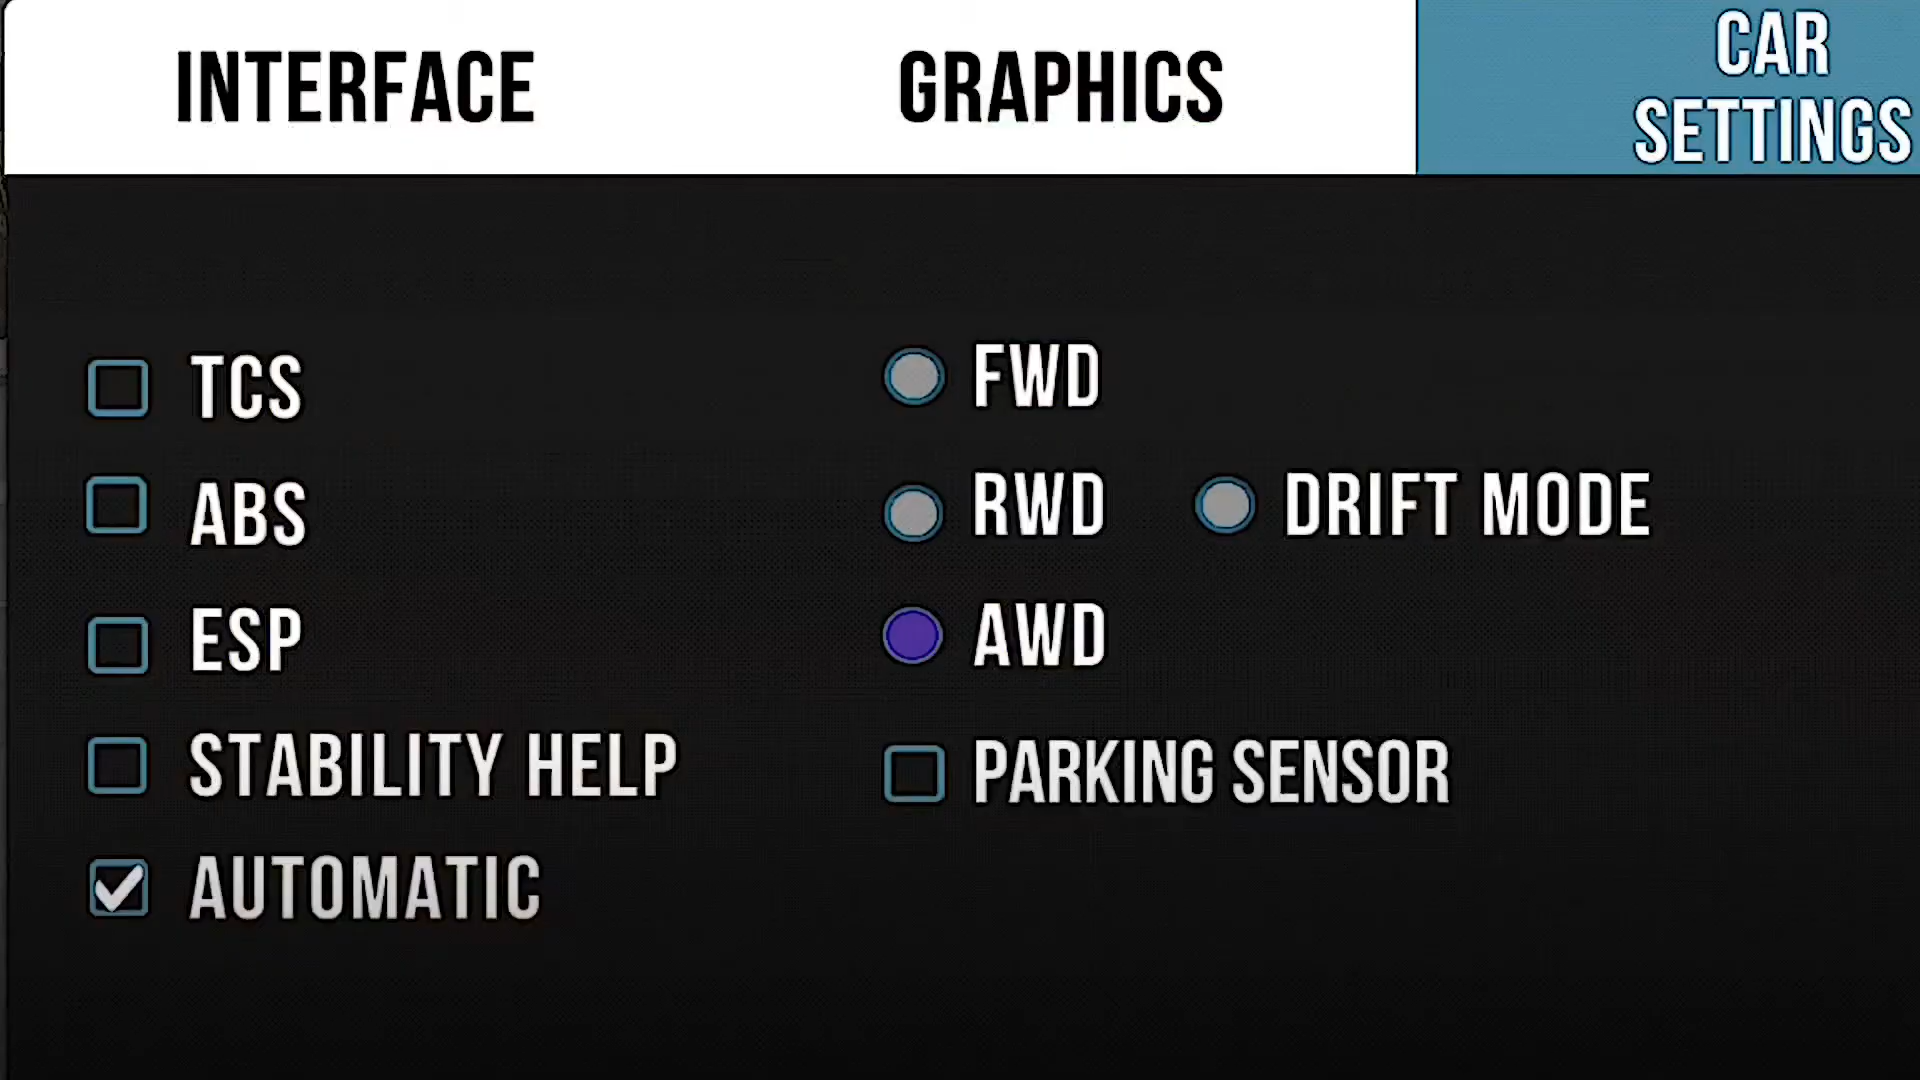 INTERFACE
GRAPHICS
CAR
SETTINGS
TCS
ABS
ESP
STABILITY HELP
AUTOMATIC
FWD
RWD
DRIFT MODE
AWD
PARKING SENSOR